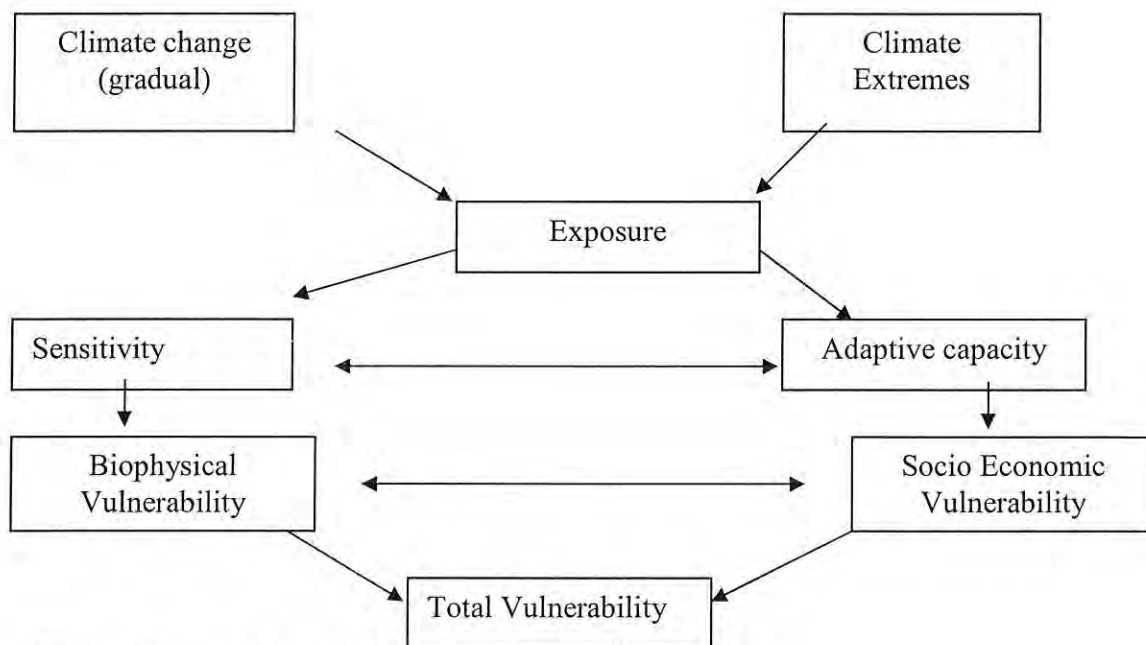 Climate change
(gradual)
Climate
Extremes
Exposure
Sensitivity
Adaptive capacity
Biophysical
Vulnerability
Socio Economic
Vulnerability
Total Vulnerability